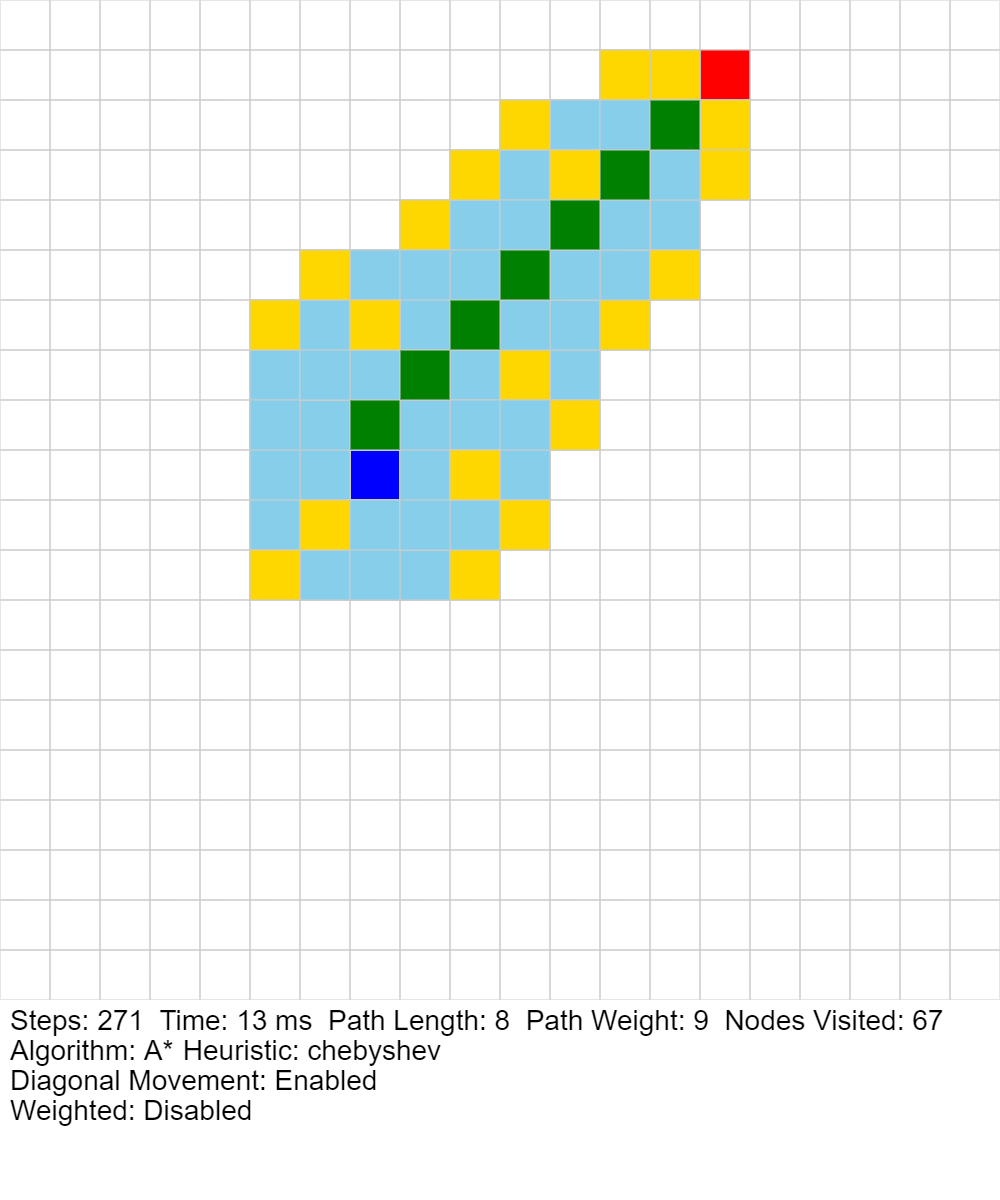 Steps: 271  Time: 13 ms  Path Length: 8  Path Weight: 9  Nodes Visited: 67
Algorithm: A* Heuristic: chebyshev
Diagonal Movement: Enabled
Weighted: Disabled